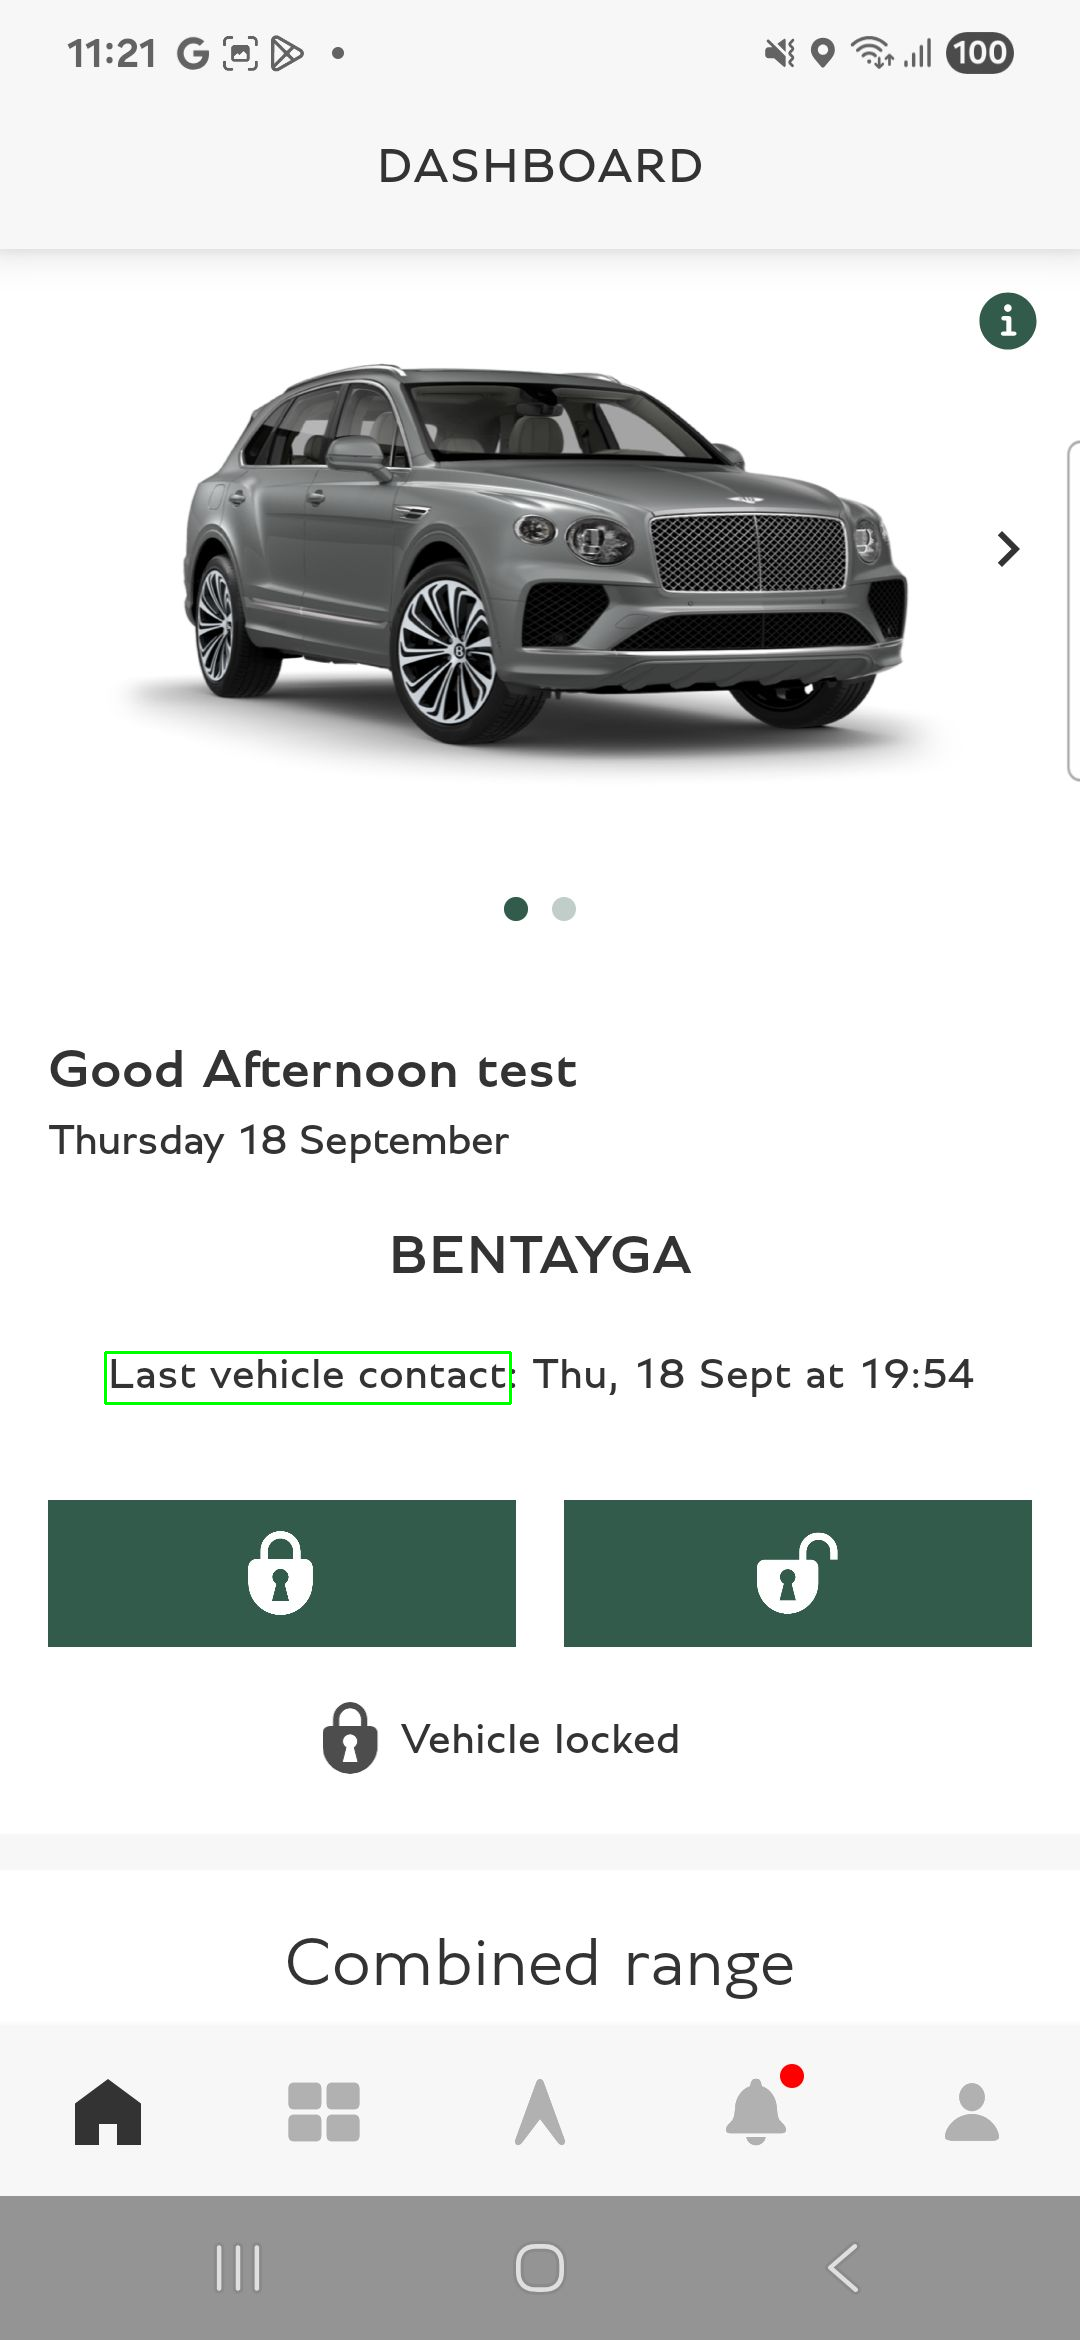 11:21
100
DASHBOARD
Good Afternoon test
Thursday 18 September
BENTAYGA
Last vehicle contact: Thu, 18 Sept at 19:54
Vehicle locked
Combined range